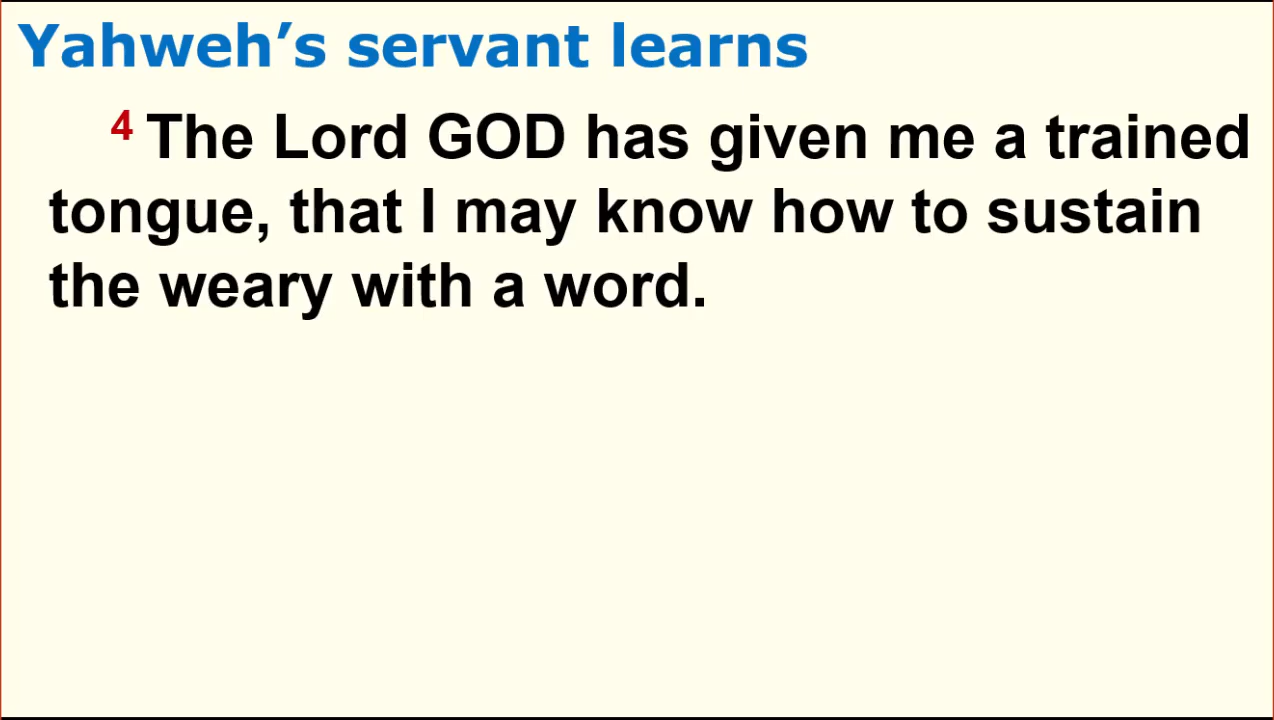 Yahweh’s servant learns
4 The Lord GOD has given me a trained
tongue, that I may know how to sustain
the weary with a word.